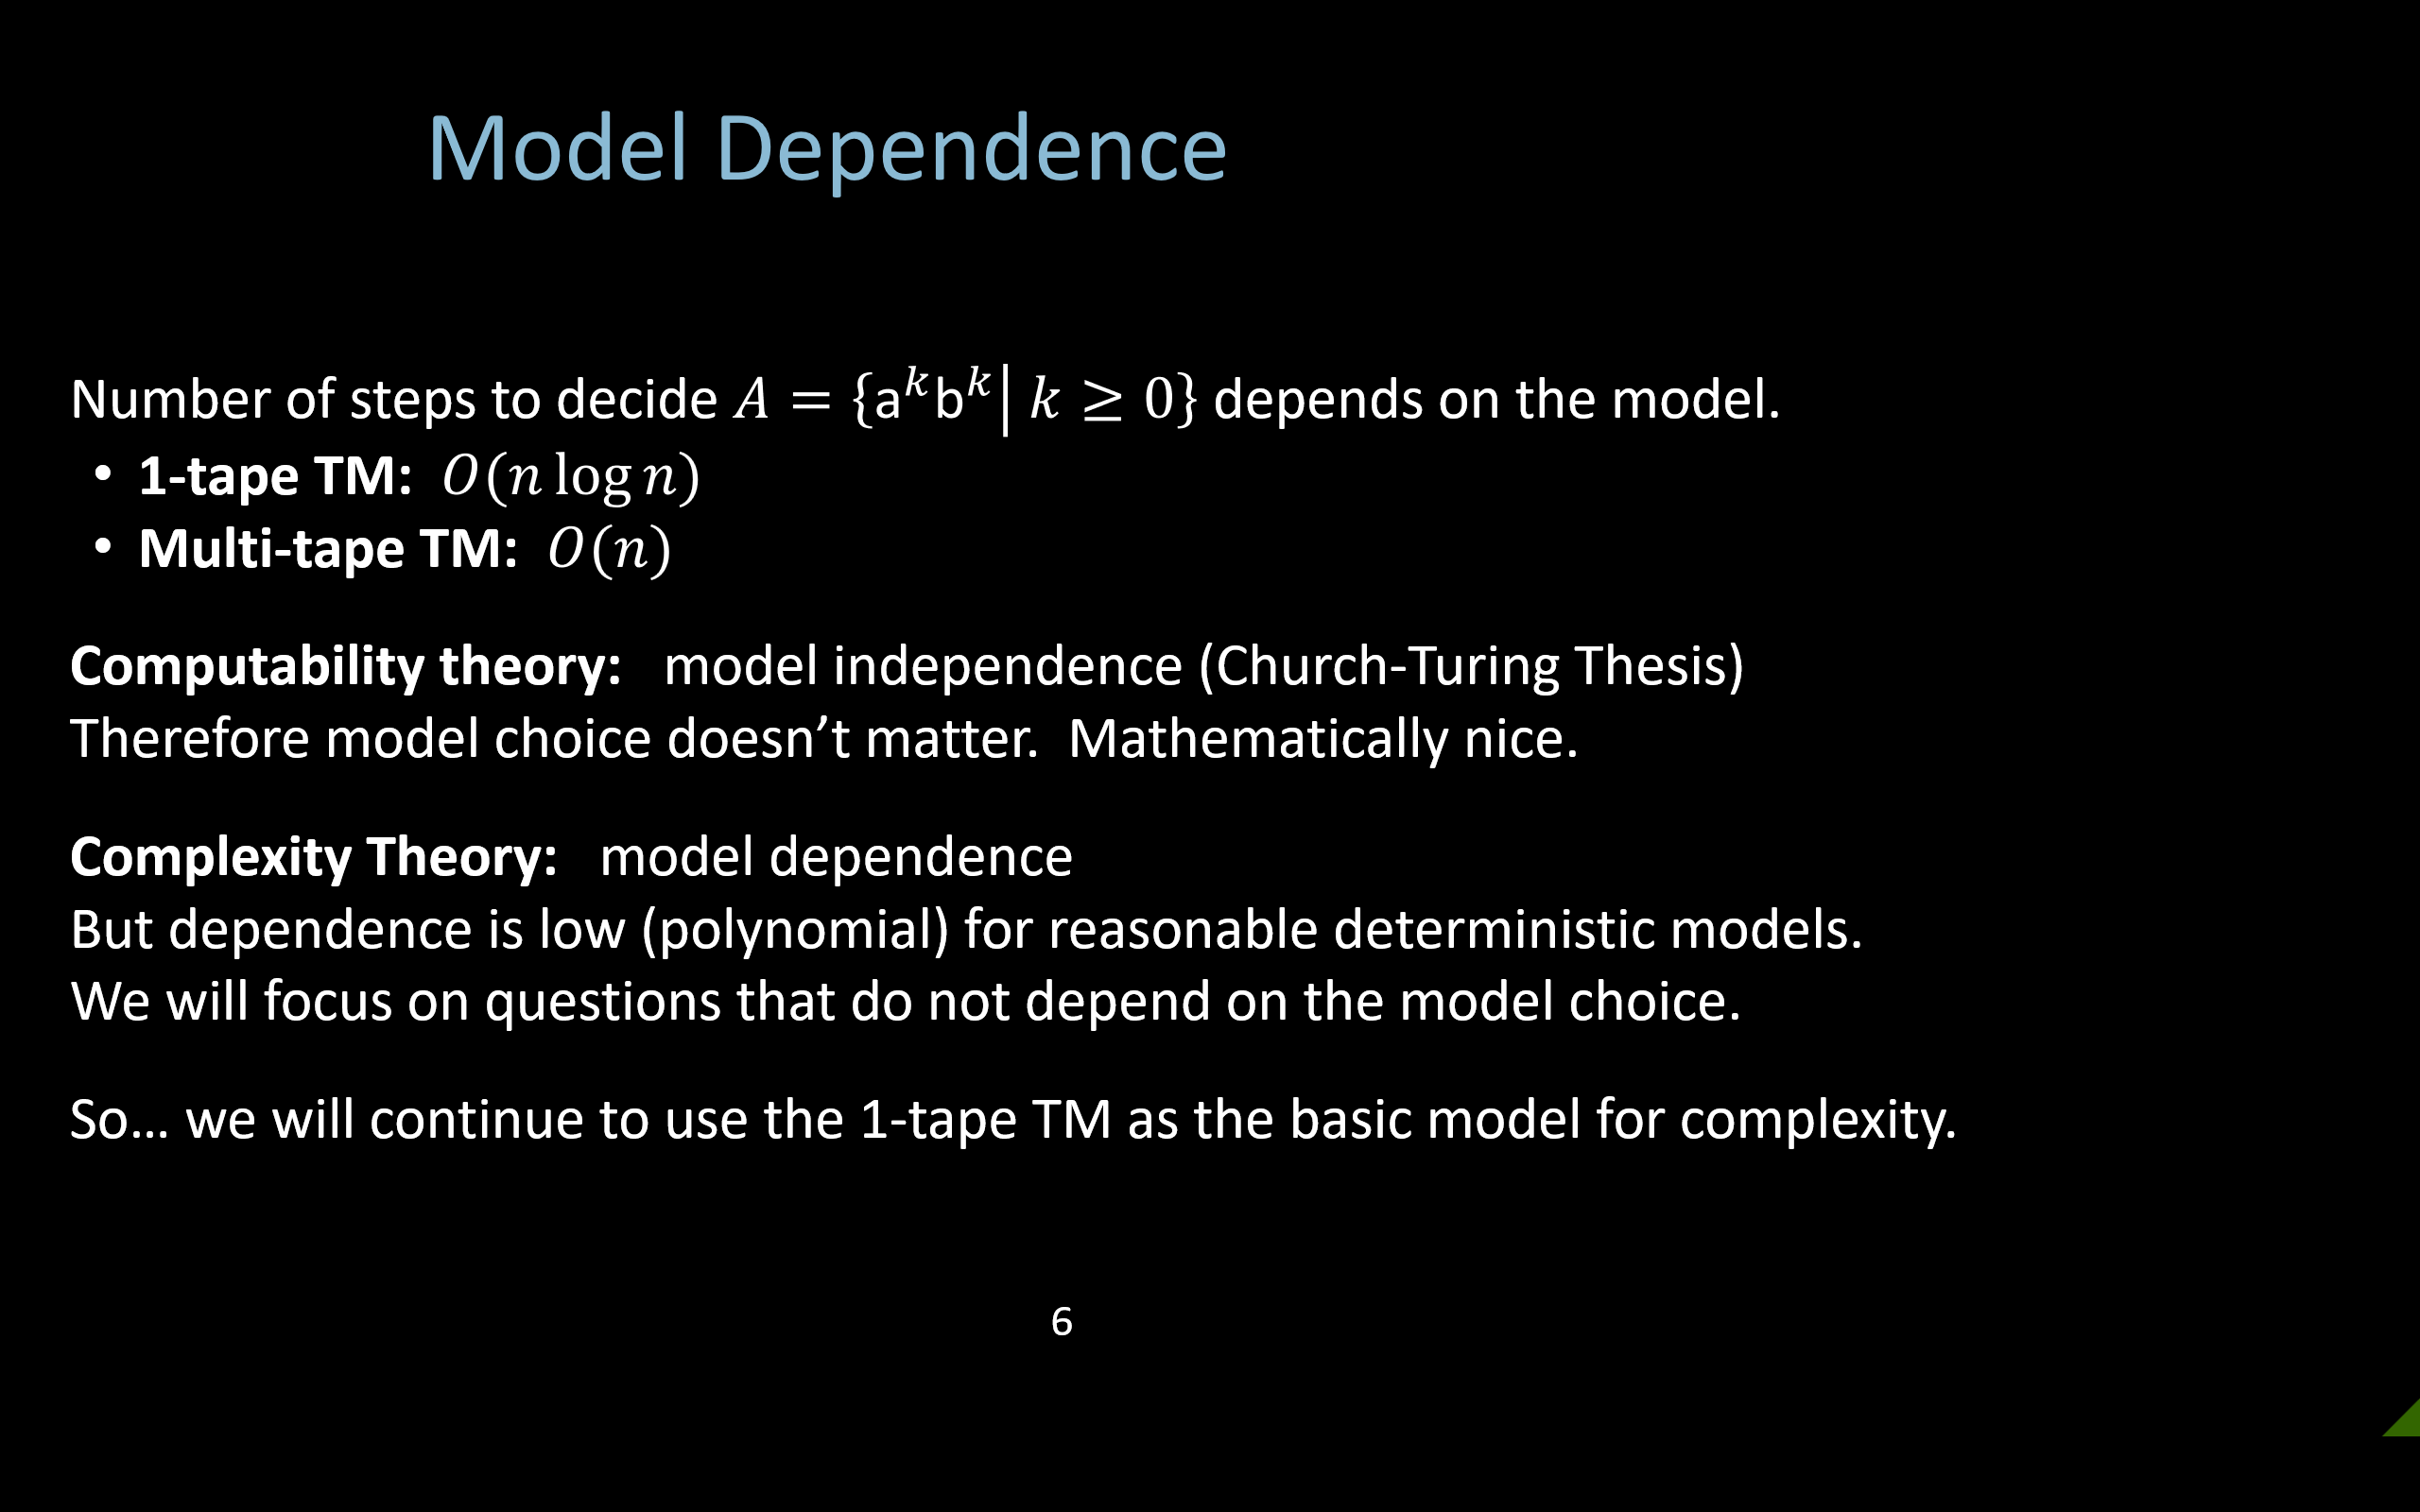 Model Dependence
Number of steps to decide 𝐴 = {a^𝑘b^𝑘| 𝑘 ≥ 0} depends on the model.
• 1-tape TM: 𝑂(𝑛 log 𝑛)
• Multi-tape TM: 𝑂(𝑛)
Computability theory: model independence (Church-Turing Thesis)
Therefore model choice doesn’t matter. Mathematically nice.
Complexity Theory: model dependence
But dependence is low (polynomial) for reasonable deterministic models.
We will focus on questions that do not depend on the model choice.
So… we will continue to use the 1-tape TM as the basic model for complexity.
6